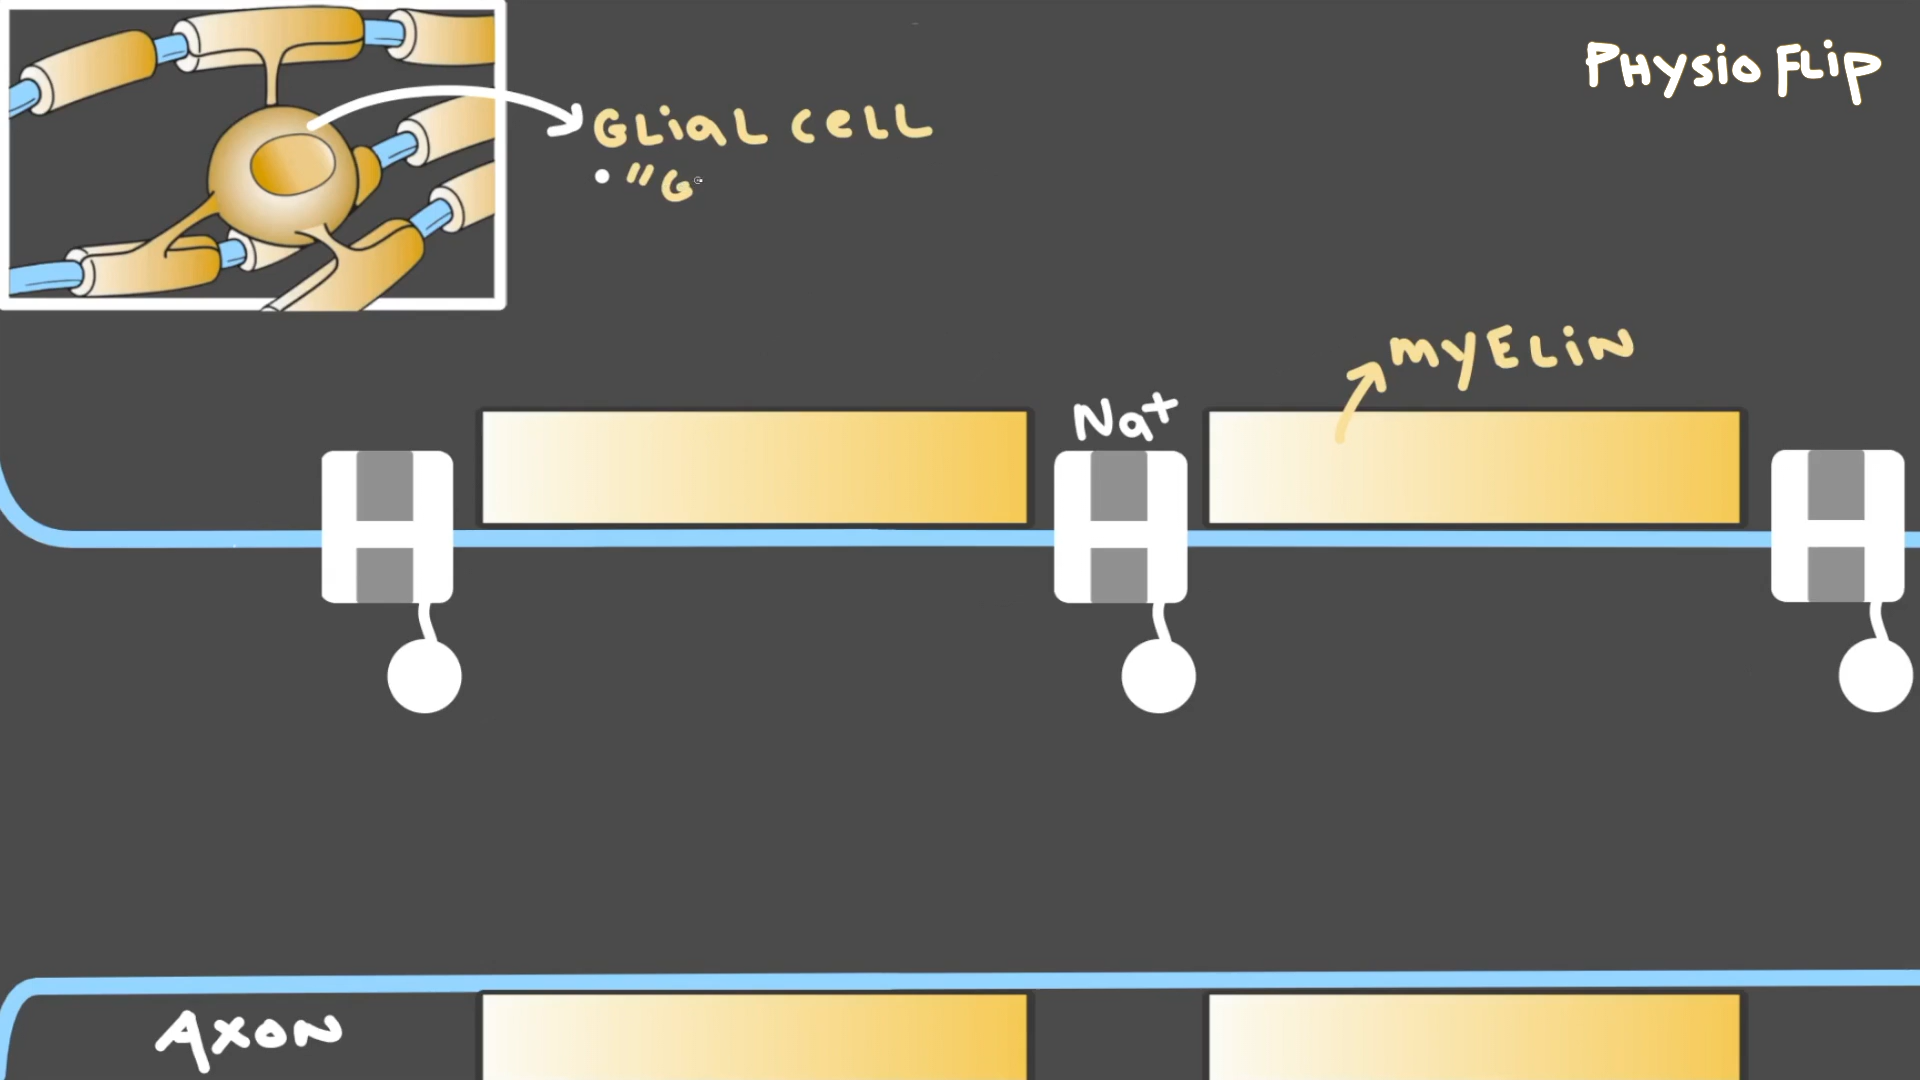 PHYSIO FLIP
GLIAL CELL
• "G
MYELIN
Na+
AXON